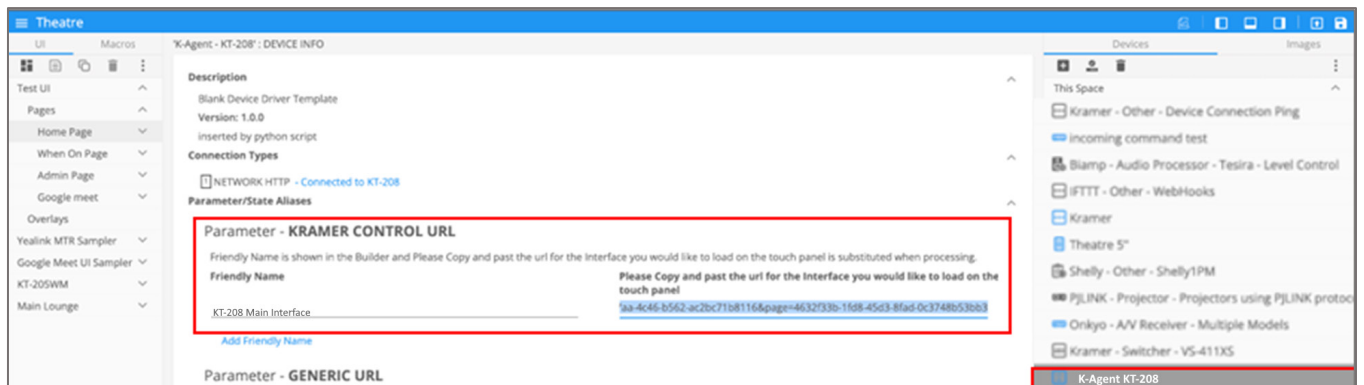 Theatre
UI Macros
Test UI
Pages
Home Page
When On Page
Admin Page
Google meet
Overlays
Yealink MTR Sampler
Google Meet UI Sampler
KT-205WM
Main Lounge
'K-Agent - KT-208' : DEVICE INFO
Description
Blank Device Driver Template
Version: 1.0.0
inserted by python script
Connection Types
1 NETWORK HTTP - Connected to KT-208
Parameter/State Aliases
Parameter - KRAMER CONTROL URL
Friendly Name is shown in the Builder and Please Copy and past the url for the Interface you would like to load on the touch panel is substituted when processing.
Friendly Name
Please Copy and past the url for the Interface you would like to load on the
touch panel
KT-208 Main Interface
'aa-4c46-b562-ac2bc71b8116&page=4632f33b-1fd8-45d3-8fad-0c3748b53bb3
Add Friendly Name
Parameter - GENERIC URL
Devices Images
This Space
Kramer - Other - Device Connection Ping
incoming command test
Biamp - Audio Processor - Tesira - Level Control
IFTTT - Other - WebHooks
Kramer
Theatre 5"
Shelly - Other - Shelly1PM
PJLINK - Projector - Projectors using PJLINK protoc
Onkyo - A/V Receiver - Multiple Models
Kramer - Switcher - VS-411XS
K-Agent KT-208